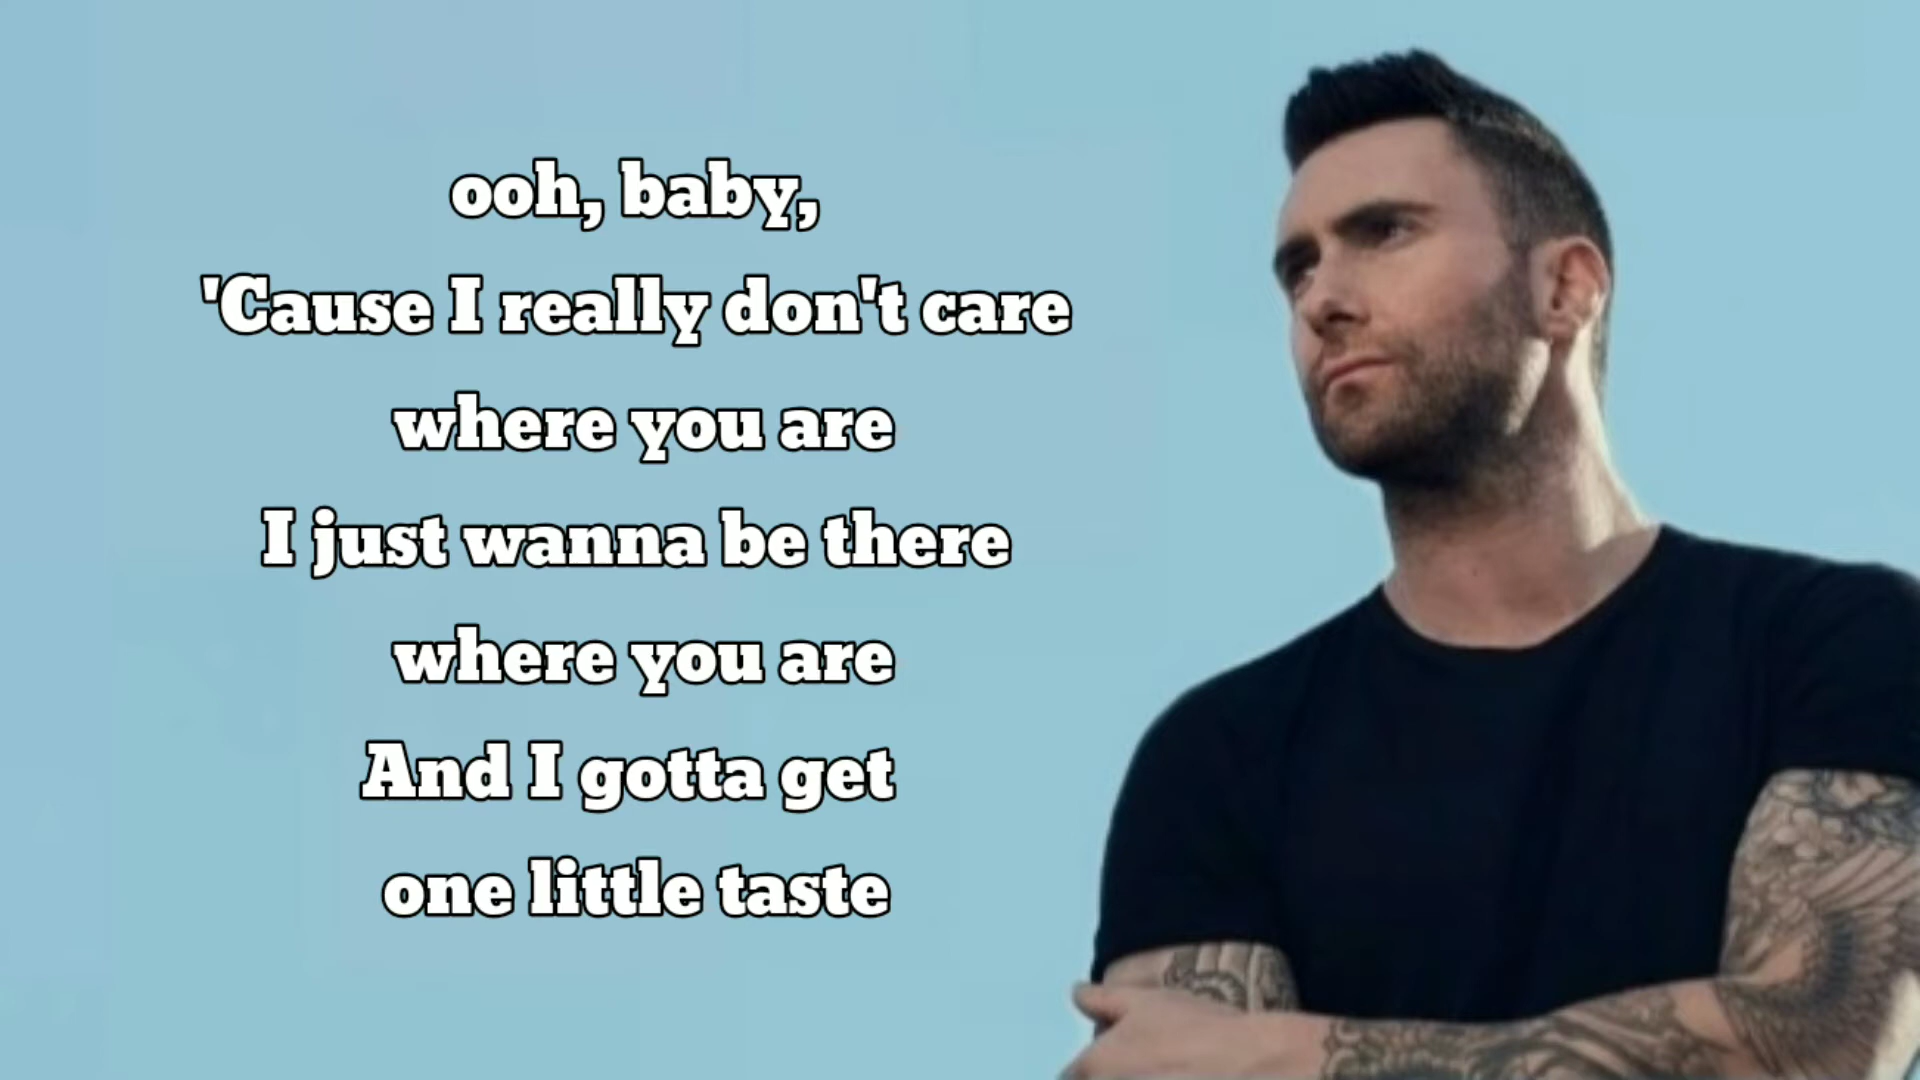 ooh, baby,
'Cause I really don't care
where you are
I just wanna be there
where you are
And I gotta get
one little taste